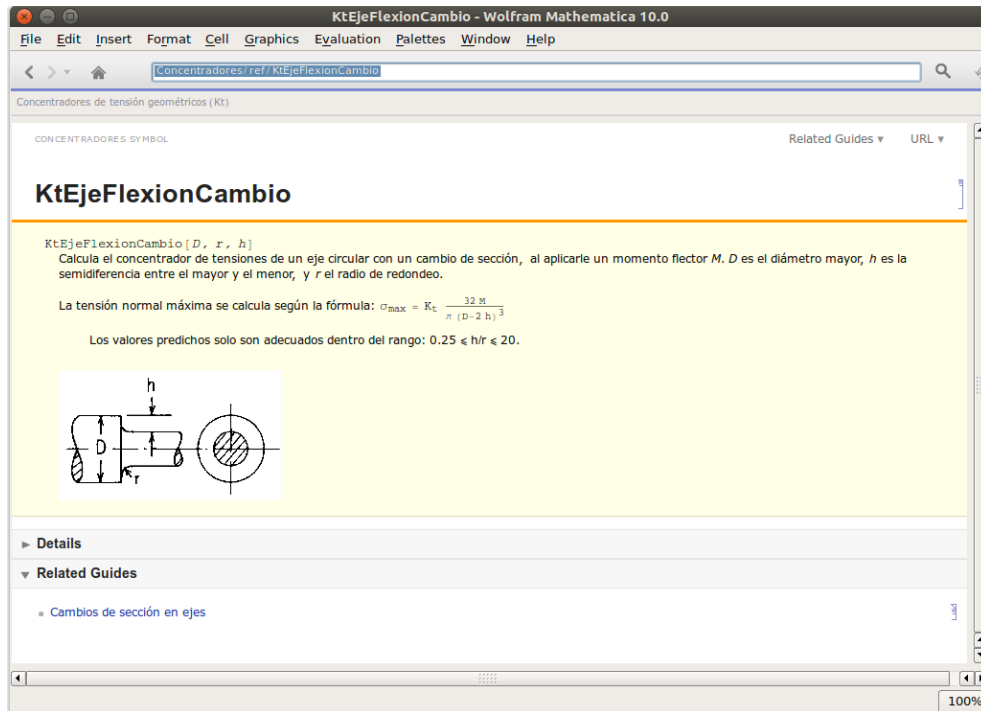 KtEjeFlexionCambio - Wolfram Mathematica 10.0
File Edit Insert Format Cell Graphics Evaluation Palettes Window Help
Concentradores/ref/KtEjeFlexionCambio
Concentradores de tensión geométricos (Kt)
CONCENTRADORES SYMBOL
Related Guides ▼ URL ▼
KtEjeFlexionCambio
KtEjeFlexionCambio[D, r, h]
Calcula el concentrador de tensiones de un eje circular con un cambio de sección, al aplicarle un momento flector M. D es el diámetro mayor, h es la
semidiferencia entre el mayor y el menor, y r el radio de redondeo.
La tensión normal máxima se calcula según la fórmula: σmax = Kt 32 M / π (D-2 h)^3
Los valores predichos solo son adecuados dentro del rango: 0.25 ⩽ h/r ⩽ 20.
h
D
r
Details
Related Guides
Cambios de sección en ejes
100%